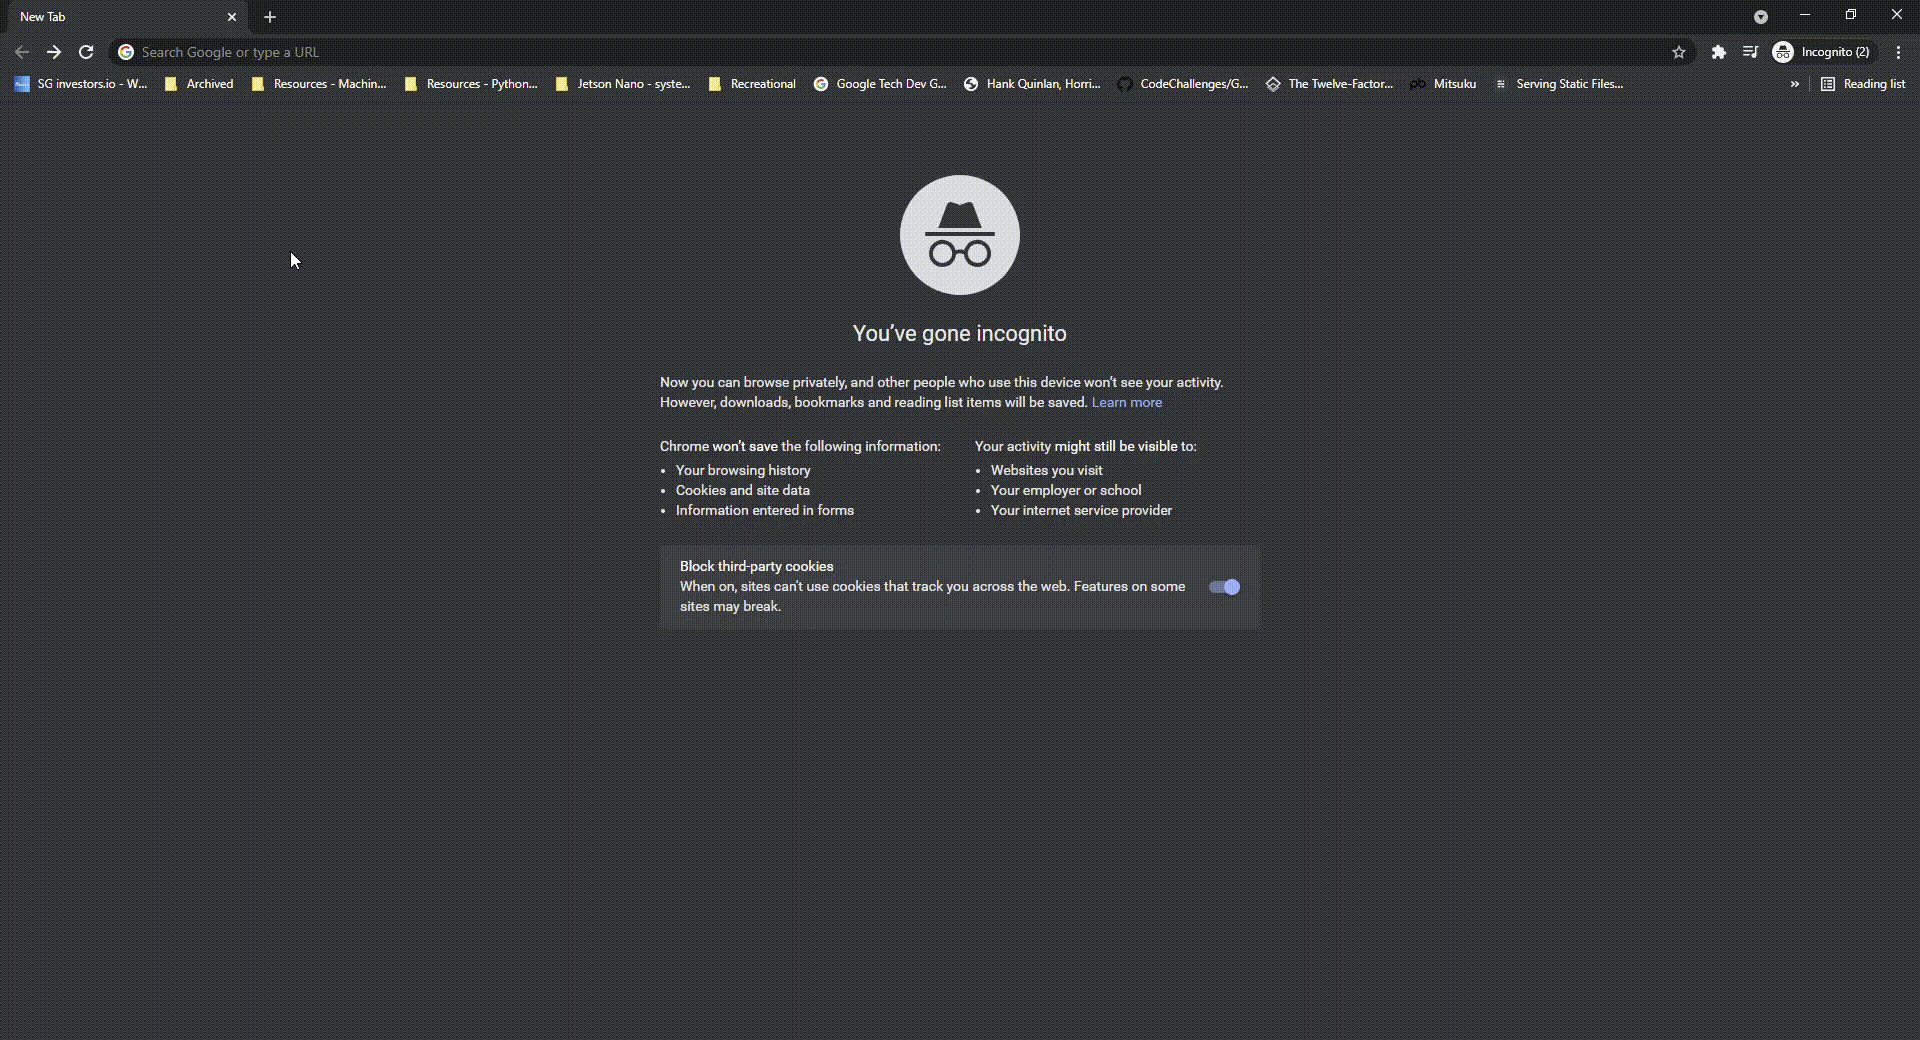 New Tab
Search Google or type a URL
Incognito (2)
SG investors.io - W...
Archived
Resources - Machin...
Resources - Python...
Jetson Nano - syste...
Recreational
Google Tech Dev G...
Hank Quinlan, Horri...
CodeChallenges/G...
The Twelve-Factor...
pb Mitsuku
Serving Static Files...
»
Reading list
You've gone incognito
Now you can browse privately, and other people who use this device won't see your activity.
However, downloads, bookmarks and reading list items will be saved. Learn more
Chrome won't save the following information:
• Your browsing history
• Cookies and site data
• Information entered in forms
Your activity might still be visible to:
• Websites you visit
• Your employer or school
• Your internet service provider
Block third-party cookies
When on, sites can't use cookies that track you across the web. Features on some
sites may break.